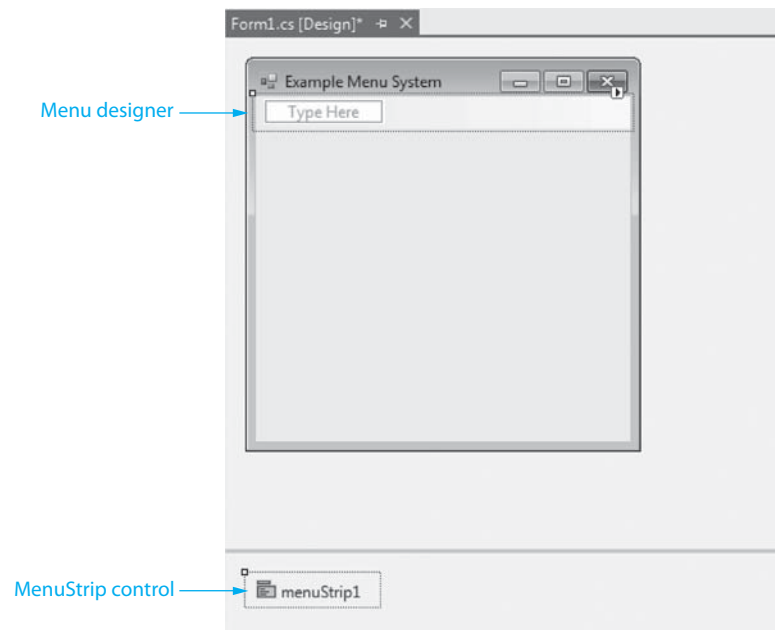 Form1.cs [Design]*
Example Menu System
Menu designer
Type Here
MenuStrip control
menuStrip1